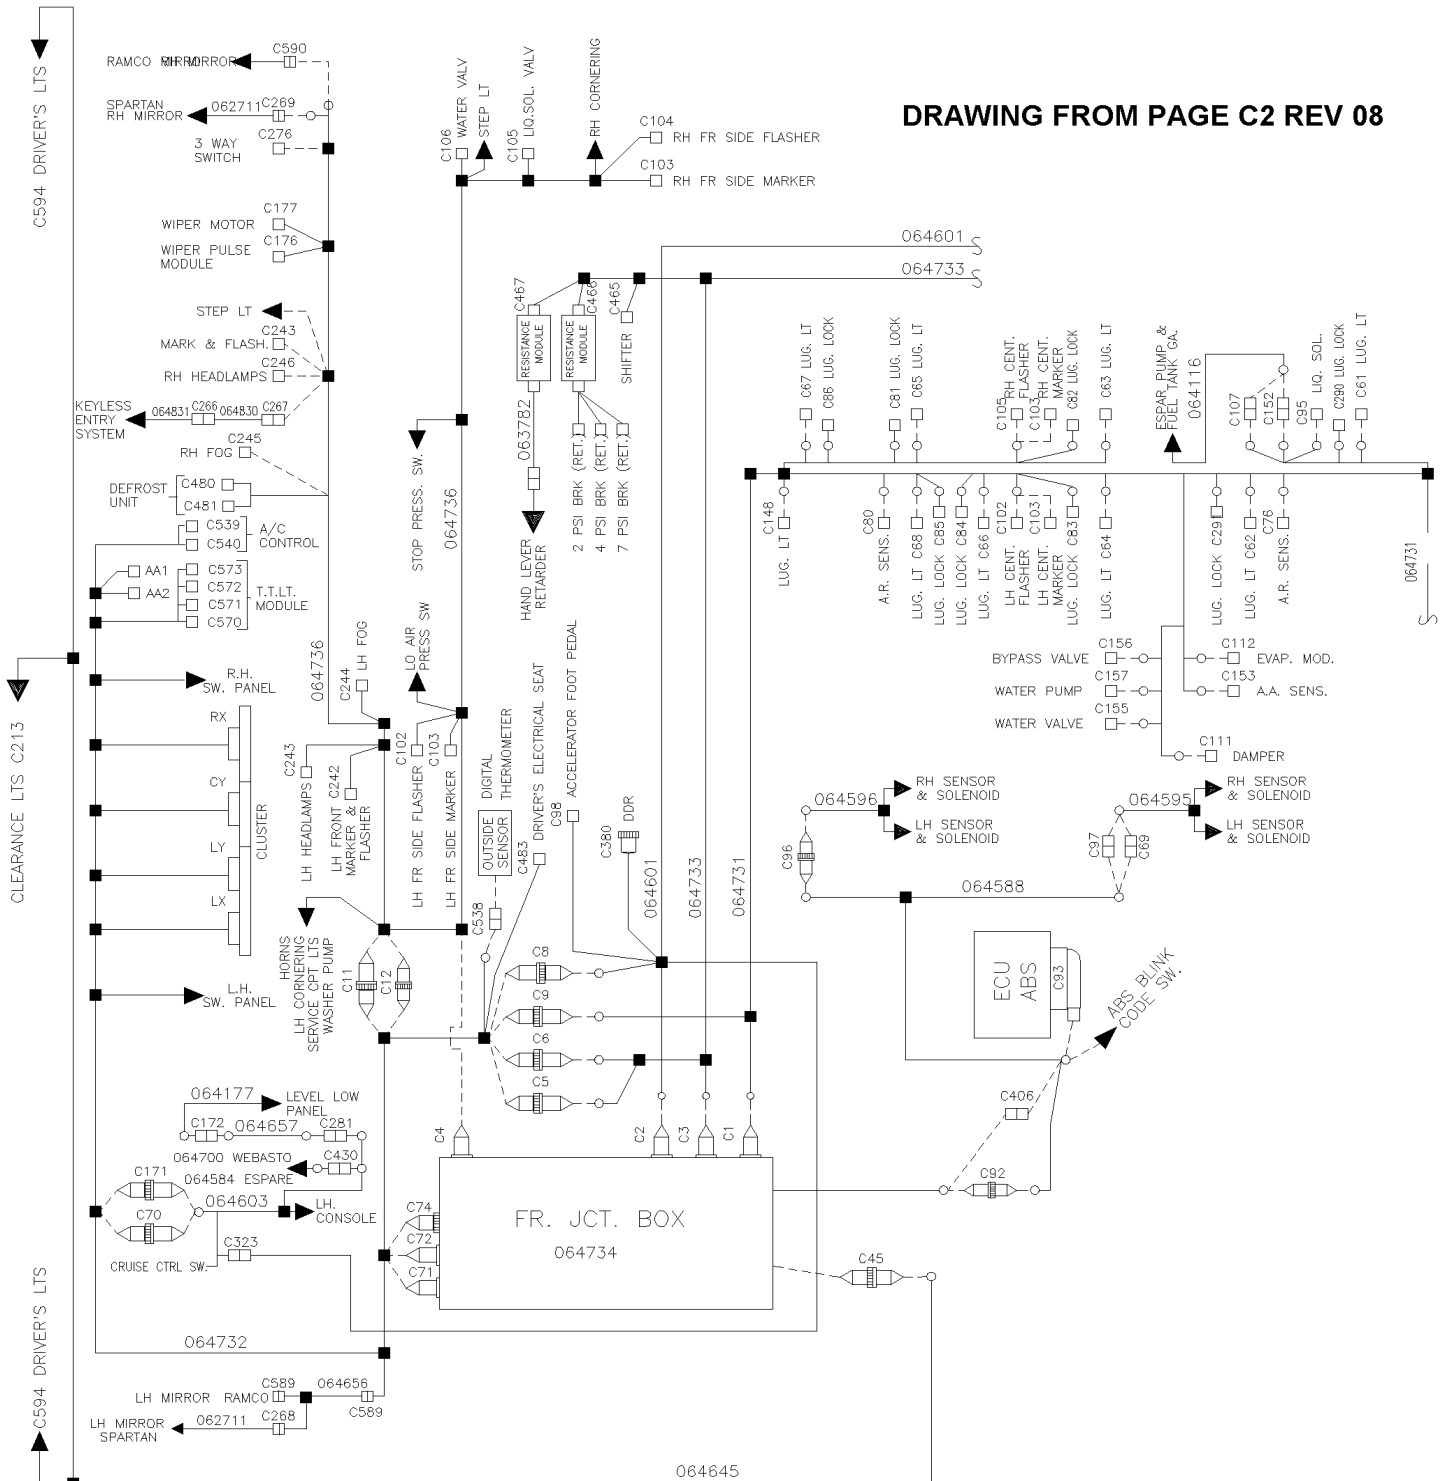 DRAWING FROM PAGE C2 REV 08
C594 DRIVER'S LTS
C590
RAMCO RH MIRROR
SPARTAN
RH MIRROR
062711
C269
C276
3 WAY
SWITCH
C177
WIPER MOTOR
C176
WIPER PULSE
MODULE
STEP LT
C243
MARK & FLASH.
C246
RH HEADLAMPS
KEYLESS
ENTRY
SYSTEM
064831
C266
064830
C267
C245
RH FOG
DEFROST
UNIT
C480
C481
C539
C540
A/C
CONTROL
AA1
AA2
C573
C572
C571
C570
T.T.LT.
MODULE
C106 WATER VALV
STEP LT
C105 LIQ.SOL. VALV
RH CORNERING
C104
RH FR SIDE FLASHER
C103
RH FR SIDE MARKER
064601
064733
C467
C466
C465
RESISTANCE
MODULE
RESISTANCE
MODULE
SHIFTER
063782
2 PSI BRK (RET.)
4 PSI BRK (RET.)
7 PSI BRK (RET.)
HAND LEVER
RETARDER
STOP PRESS. SW.
064736
C67 LUG. LT
C86 LUG. LOCK
C81 LUG. LOCK
C65 LUG. LT
C105
RH CENT.
FLASHER
C103
RH CENT.
MARKER
C82 LUG. LOCK
C63 LUG. LT
ESPAR PUMP &
FUEL TANK GA.
064116
C107
C152
C95
LIQ. SOL.
C290 LUG. LOCK
C61 LUG. LT
LUG. LT C148
A.R. SENS. C80
LUG. LT C68
LUG. LOCK C85
LUG. LOCK C84
LUG. LT C66
LH CENT. C102
FLASHER
LH CENT. C103
MARKER
LUG. LOCK C83
LUG. LT C64
LUG. LOCK C291
LUG. LT C62
A.R. SENS. C76
064731
C156
BYPASS VALVE
C157
WATER PUMP
C155
WATER VALVE
C112
EVAP. MOD.
C153
A.A. SENS.
C111
DAMPER
CLEARANCE LTS C213
R.H.
SW. PANEL
RX
CY
LY
LX
CLUSTER
L.H.
SW. PANEL
064736
C244 LH FOG
LO AIR
PRESS SW
LH HEADLAMPS C243
LH FRONT C242
MARKER &
FLASHER
LH FR SIDE FLASHER C102
LH FR SIDE MARKER C103
OUTSIDE
SENSOR
DIGITAL
THERMOMETER
C538
C483
DRIVER'S ELECTRICAL SEAT
C98
ACCELERATOR FOOT PEDAL
C380
DDR
064601
064733
064731
HORNS
LH CORNERING
SERVICE CPT LTS
WASHER PUMP
C11
C12
C8
C9
C6
C5
064596
RH SENSOR
& SOLENOID
LH SENSOR
& SOLENOID
064595
RH SENSOR
& SOLENOID
LH SENSOR
& SOLENOID
C96
C97
C69
064588
ECU
ABS
C93
ABS BLINK
CODE SW.
C406
C92
064177
LEVEL LOW
PANEL
C172
064657
C281
064700 WEBASTO
C430
064584 ESPARE
C171
064603
C70
LH.
CONSOLE
C323
CRUISE CTRL SW.
C4
C2
C3
C1
C74
C72
C71
FR. JCT. BOX
064734
C45
064732
C589
064656
LH MIRROR RAMCO
C589
LH MIRROR
SPARTAN
062711
C268
C594 DRIVER'S LTS
064645